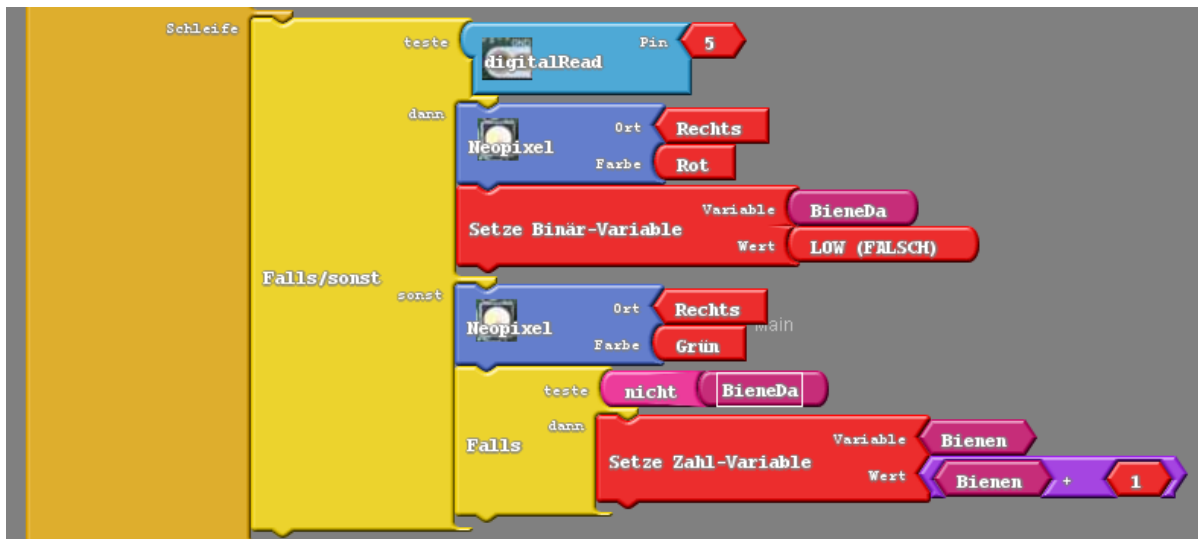 Schleife
teste
digitalRead
Pin
5
dann
Neopixel
Ort
Rechts
Farbe
Rot
Setze Binär-Variable
Variable
BieneDa
Wert
LOW (FALSCH)
Falls/sonst
sonst
Neopixel
Ort
Rechts
Main
Farbe
Grün
teste
nicht
BieneDa
Falls
dann
Setze Zahl-Variable
Variable
Bienen
Wert
Bienen
+
1